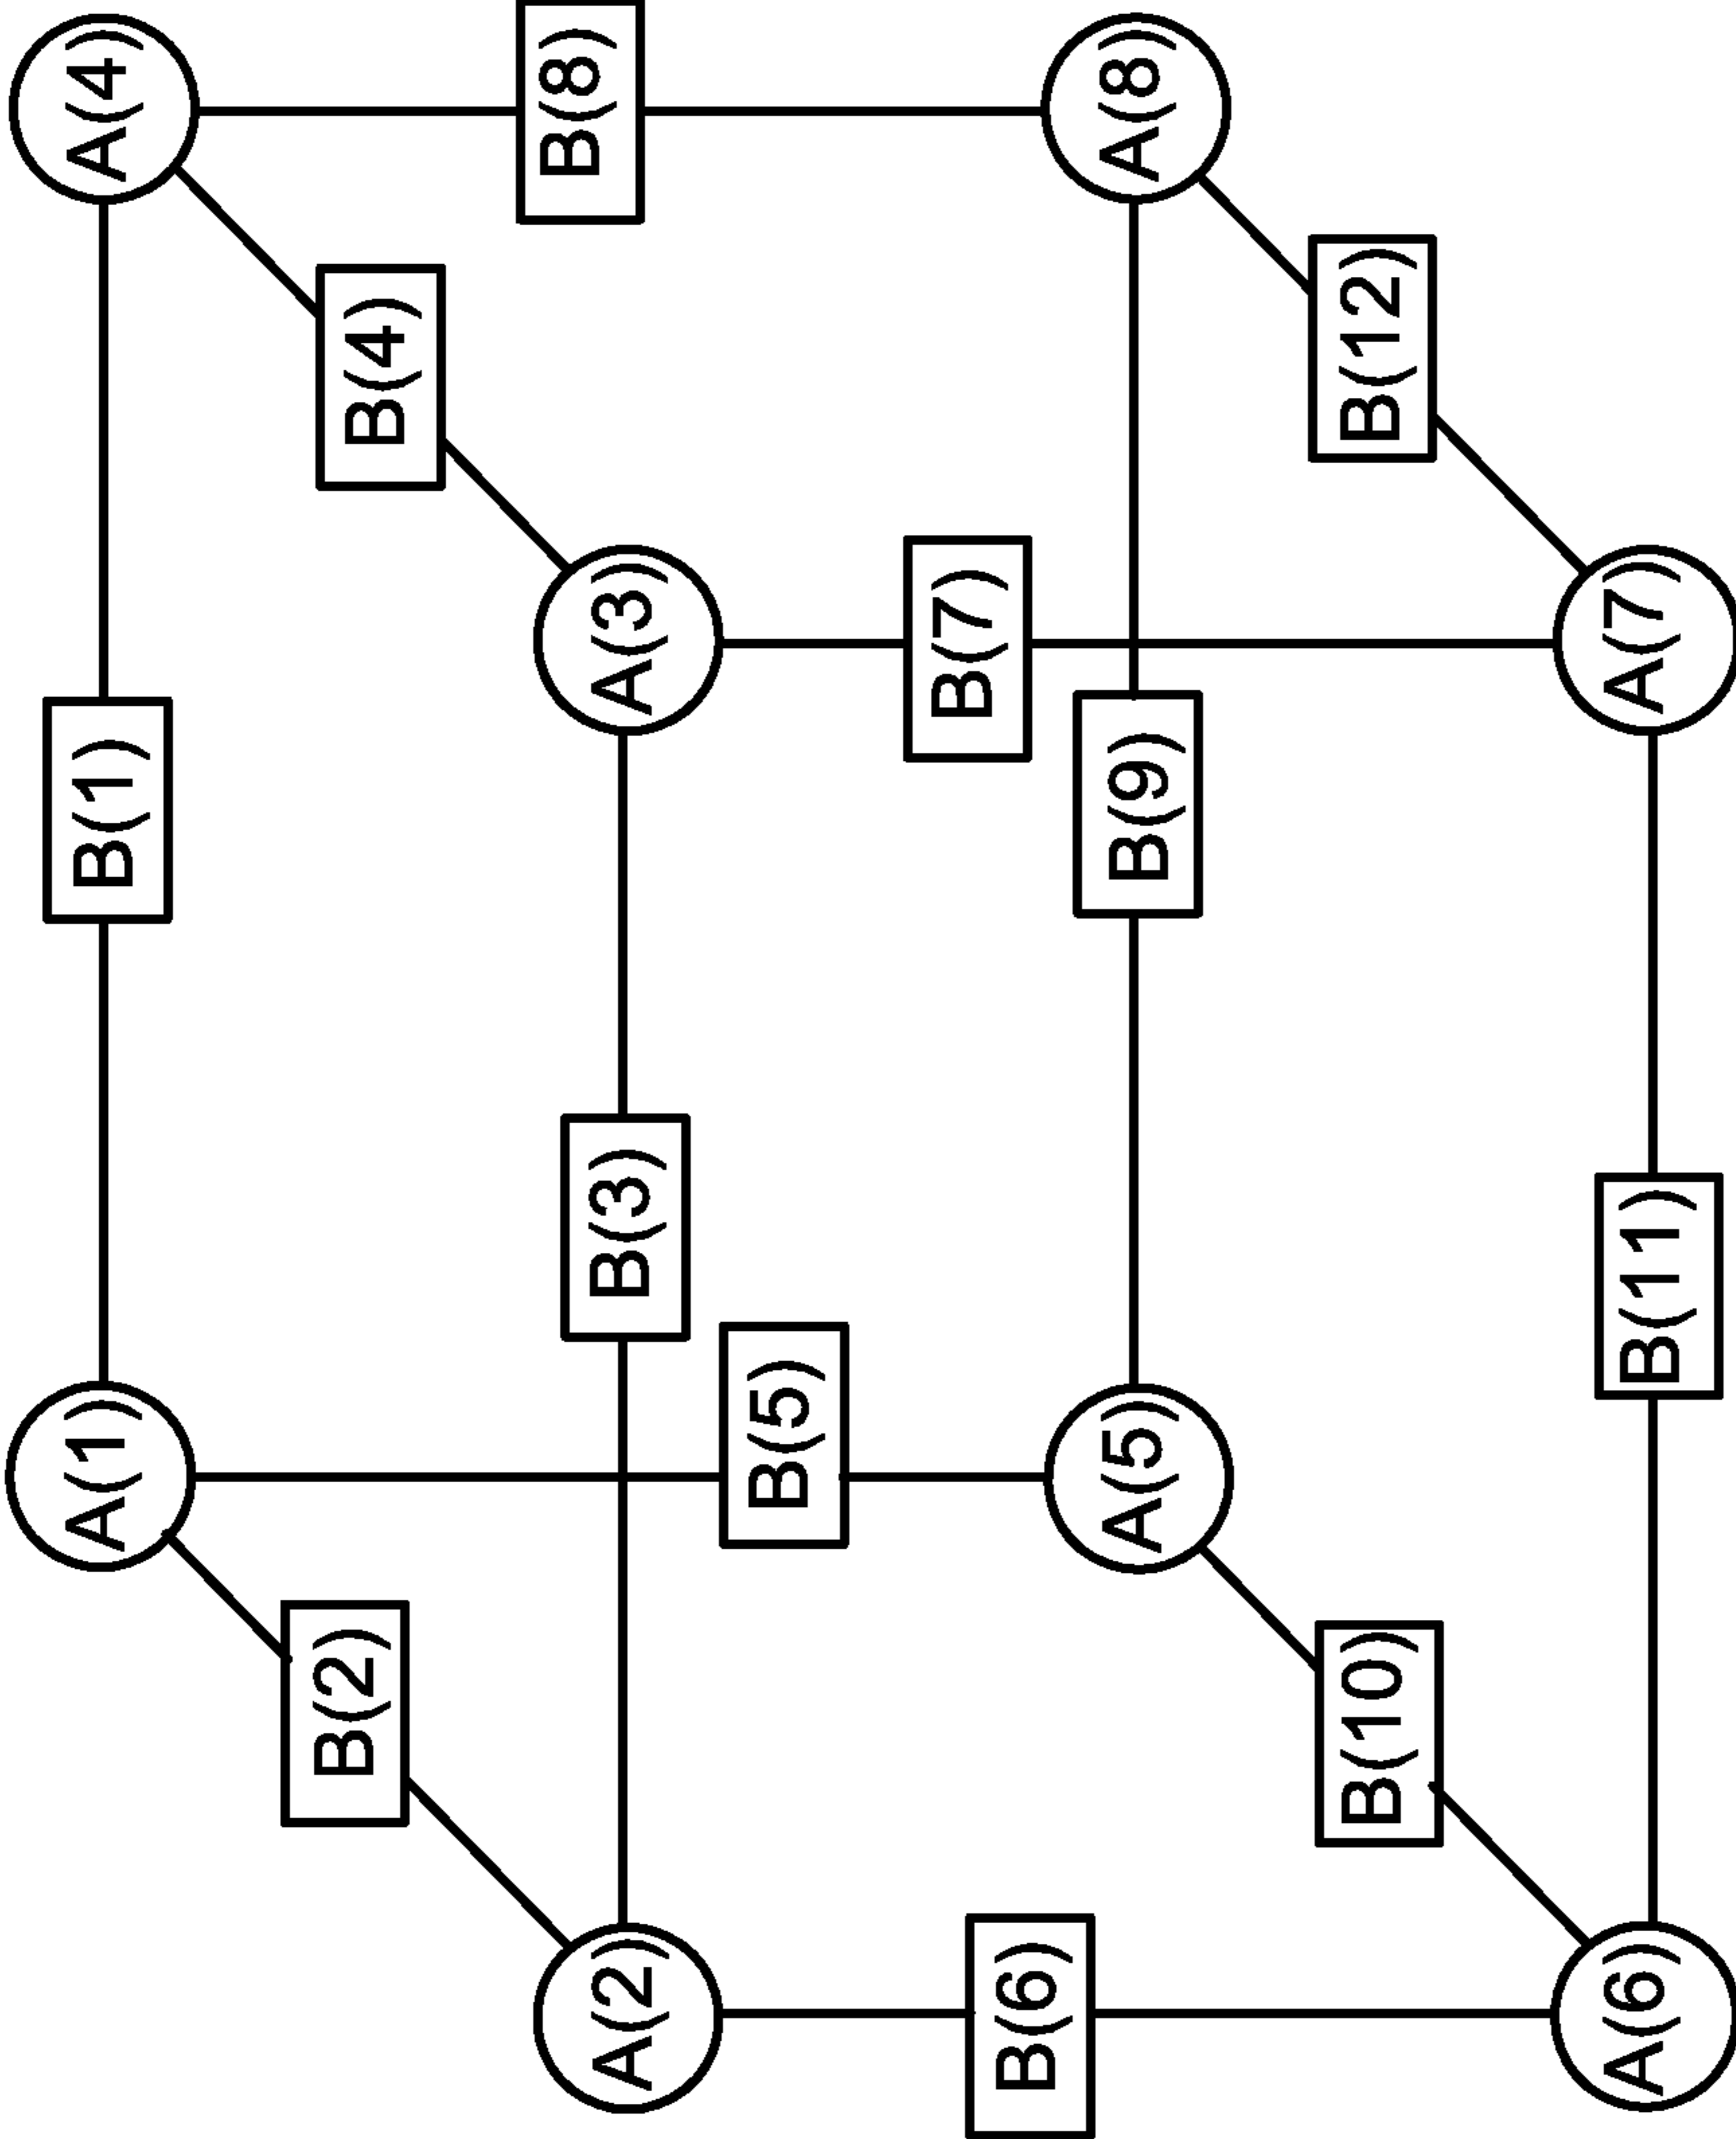 A(1)
B(1)
A(4)
B(2)
B(4)
B(8)
A(2)
B(3)
A(3)
B(5)
B(7)
B(6)
A(5)
B(9)
A(8)
B(10)
B(12)
A(6)
B(11)
A(7)